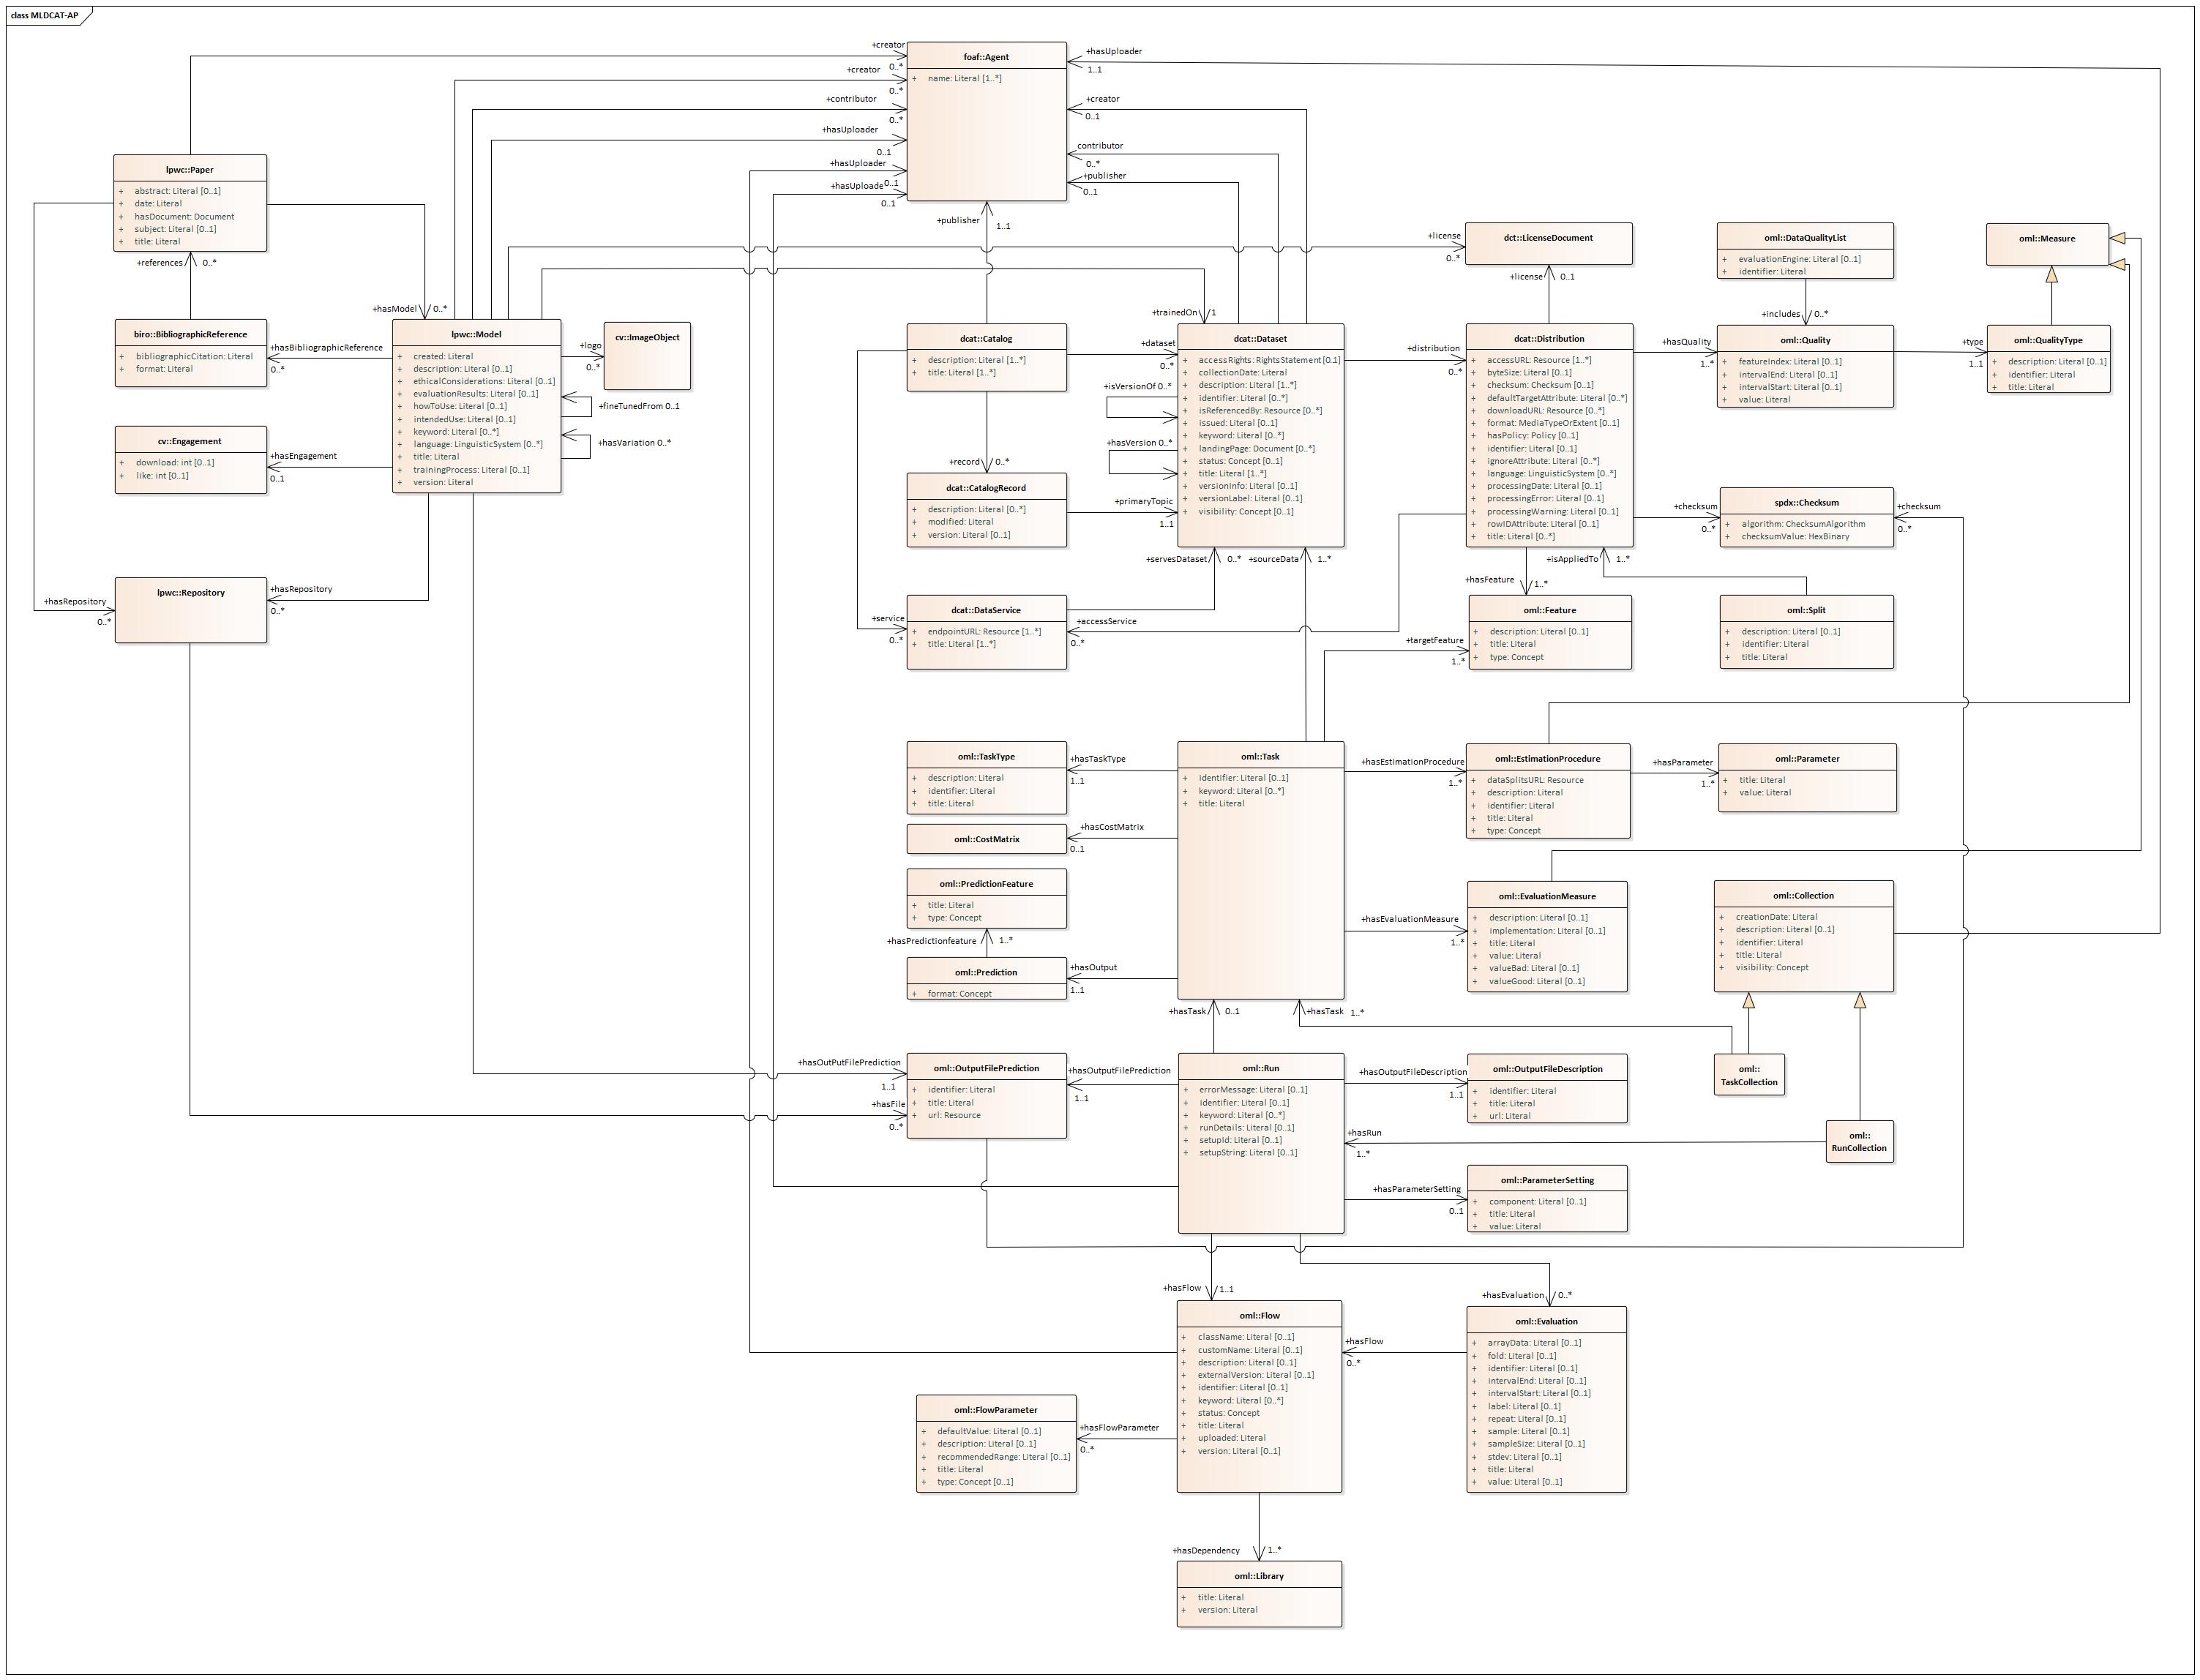 class MLDCAT-AP
+creator
0..*
+creator
0..*
+contributor
0..*
+hasUploader
0..1
+hasUploader
0..1
+hasUploade
0..1
foaf::Agent
+ name: Literal [1..*]
+hasUploader
1..1
+creator
0..1
contributor
0..*
+publisher
0..1
+publisher
1..1
lpwc::Paper
+ abstract: Literal [0..1]
+ date: Literal
+ hasDocument: Document
+ subject: Literal [0..1]
+ title: Literal
+references
0..*
+hasModel
0..*
biro::BibliographicReference
+ bibliographicCitation: Literal
+ format: Literal
+hasBibliographicReference
0..*
lpwc::Model
+ created: Literal
+ description: Literal [0..1]
+ ethicalConsiderations: Literal [0..1]
+ evaluationResults: Literal [0..1]
+ howToUse: Literal [0..1]
+ intendedUse: Literal [0..1]
+ keyword: Literal [0..*]
+ language: LinguisticSystem [0..*]
+ title: Literal
+ trainingProcess: Literal [0..1]
+ version: Literal
+logo
0..*
cv::ImageObject
+fineTunedFrom 0..1
+hasVariation 0..*
cv::Engagement
+ download: int [0..1]
+ like: int [0..1]
+hasEngagement
0..1
lpwc::Repository
+hasRepository
0..*
+hasRepository
0..*
+license
0..*
dct::LicenseDocument
+license
0..1
+trainedOn
1
dcat::Catalog
+ description: Literal [1..*]
+ title: Literal [1..*]
+dataset
0..*
+record
0..*
dcat::CatalogRecord
+ description: Literal [0..*]
+ modified: Literal
+ version: Literal [0..1]
+primaryTopic
1..1
dcat::Dataset
+ accessRights: RightsStatement [0.1]
+ collectionDate: Literal
+ description: Literal [1..*]
+ identifier: Literal [0..*]
+ isReferencedBy: Resource [0..*]
+ issued: Literal [0..1]
+ keyword: Literal [0..*]
+ landingPage: Document [0..*]
+ status: Concept [0..1]
+ title: Literal [1..*]
+ versionInfo: Literal [0..1]
+ versionLabel: Literal [0..1]
+ visibility: Concept [0..1]
+isVersionOf 0..*
+hasVersion 0..*
+distribution
0..*
dcat::Distribution
+ accessURL: Resource [1..*]
+ byteSize: Literal [0..1]
+ checksum: Checksum [0..1]
+ defaultTargetAttribute: Literal [0..*]
+ downloadURL: Resource [0..*]
+ format: MediaTypeOrExtent [0..1]
+ hasPolicy: Policy [0..1]
+ identifier: Literal [0..1]
+ ignoreAttribute: Literal [0..*]
+ language: LinguisticSystem [0..*]
+ processingDate: Literal [0..1]
+ processingError: Literal [0..1]
+ processingWarning: Literal [0..1]
+ rowIDAttribute: Literal [0..1]
+ title: Literal [0..*]
oml::DataQualityList
+ evaluationEngine: Literal [0..1]
+ identifier: Literal
+includes
0..*
+hasQuality
1..*
oml::Quality
+ featureIndex: Literal [0..1]
+ intervalEnd: Literal [0..1]
+ intervalStart: Literal [0..1]
+ value: Literal
oml::Measure
+type
1..1
oml::QualityType
+ description: Literal [0..1]
+ identifier: Literal
+ title: Literal
+checksum
0..*
spdx::Checksum
+ algorithm: ChecksumAlgorithm
+ checksumValue: HexBinary
+checksum
0..*
+servesDataset
0..*
+sourceData
1..*
+hasFeature
1..*
+isAppliedTo
1..*
+service
0..*
dcat::DataService
+ endpointURL: Resource [1..*]
+ title: Literal [1..*]
+accessService
0..*
+targetFeature
1..*
oml::Feature
+ description: Literal [0..1]
+ title: Literal
+ type: Concept
oml::Split
+ description: Literal [0..1]
+ identifier: Literal
+ title: Literal
oml::TaskType
+ description: Literal
+ identifier: Literal
+ title: Literal
+hasTaskType
1..1
oml::Task
+ identifier: Literal [0..1]
+ keyword: Literal [0..*]
+ title: Literal
+hasEstimationProcedure
1..*
oml::EstimationProcedure
+ dataSplitsURL: Resource
+ description: Literal
+ identifier: Literal
+ title: Literal
+ type: Concept
+hasParameter
1..*
oml::Parameter
+ title: Literal
+ value: Literal
oml::CostMatrix
+hasCostMatrix
0..1
oml::PredictionFeature
+ title: Literal
+ type: Concept
+hasPredictionfeature
1..*
oml::Prediction
+ format: Concept
+hasOutput
1..1
+hasEvaluationMeasure
1..*
oml::EvaluationMeasure
+ description: Literal [0..1]
+ implementation: Literal [0..1]
+ title: Literal
+ value: Literal
+ valueBad: Literal [0..1]
+ valueGood: Literal [0..1]
oml::Collection
+ creationDate: Literal
+ description: Literal [0..1]
+ identifier: Literal
+ title: Literal
+ visibility: Concept
+hasTask
0..1
+hasTask
1..*
oml::
TaskCollection
+hasOutPutFilePrediction
1..1
+hasFile
0..*
oml::OutputFilePrediction
+ identifier: Literal
+ title: Literal
+ url: Resource
+hasOutputFilePrediction
1..1
oml::Run
+ errorMessage: Literal [0..1]
+ identifier: Literal [0..1]
+ keyword: Literal [0..*]
+ runDetails: Literal [0..1]
+ setupId: Literal [0..1]
+ setupString: Literal [0..1]
+hasOutputFileDescription
1..1
oml::OutputFileDescription
+ identifier: Literal
+ title: Literal
+ url: Literal
+hasRun
1..*
oml::
RunCollection
+hasParameterSetting
0..1
oml::ParameterSetting
+ component: Literal [0..1]
+ title: Literal
+ value: Literal
+hasFlow
1..1
+hasEvaluation
0..*
oml::Flow
+ className: Literal [0..1]
+ customName: Literal [0..1]
+ description: Literal [0..1]
+ externalVersion: Literal [0..1]
+ identifier: Literal [0..1]
+ keyword: Literal [0..*]
+ status: Concept
+ title: Literal
+ uploaded: Literal
+ version: Literal [0..1]
+hasFlow
0..*
oml::Evaluation
+ arrayData: Literal [0..1]
+ fold: Literal [0..1]
+ identifier: Literal [0..1]
+ intervalEnd: Literal [0..1]
+ intervalStart: Literal [0..1]
+ label: Literal [0..1]
+ repeat: Literal [0..1]
+ sample: Literal [0..1]
+ sampleSize: Literal [0..1]
+ stdev: Literal [0..1]
+ title: Literal
+ value: Literal [0..1]
oml::FlowParameter
+ defaultValue: Literal [0..1]
+ description: Literal [0..1]
+ recommendedRange: Literal [0..1]
+ title: Literal
+ type: Concept [0..1]
+hasFlowParameter
0..*
+hasDependency
1..*
oml::Library
+ title: Literal
+ version: Literal